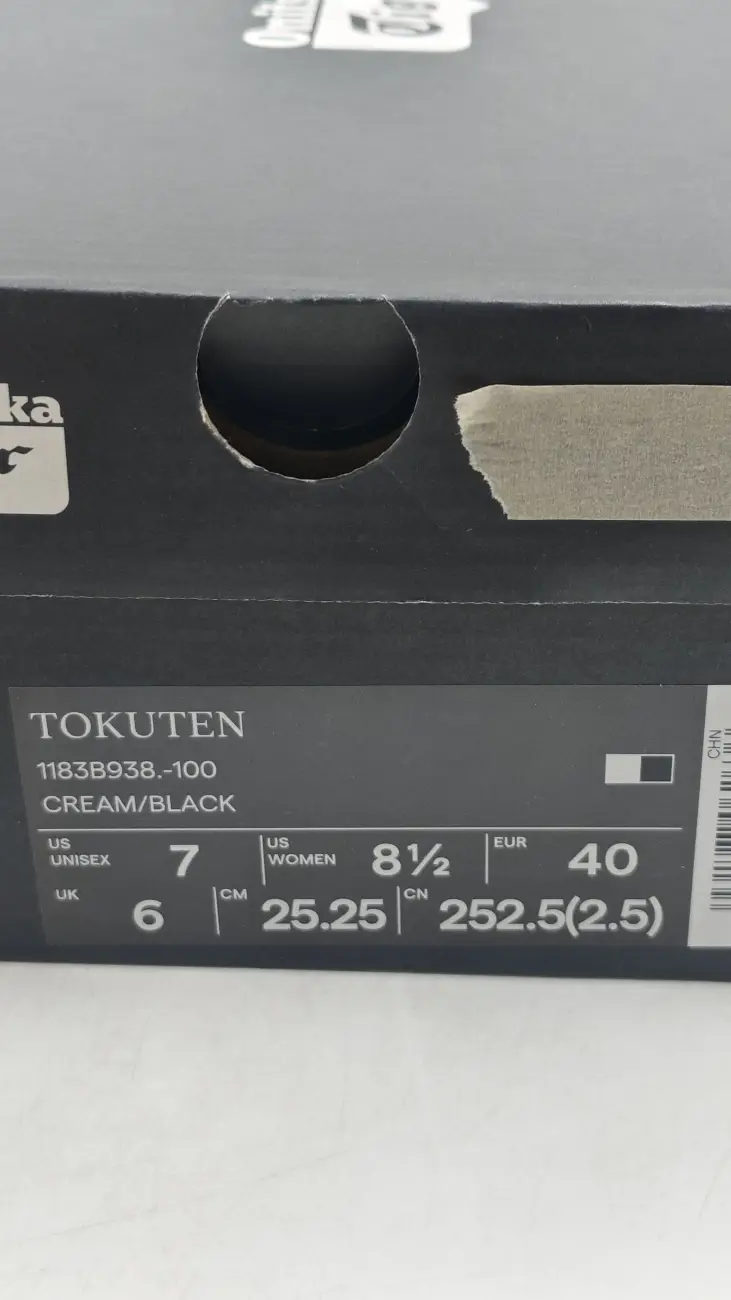 ka
r
TOKUTEN
1183B938.-100
CREAM/BLACK
US UNISEX 7 US WOMEN 8½ EUR 40
UK 6 CM 25.25 CN 252.5(2.5)
CHN